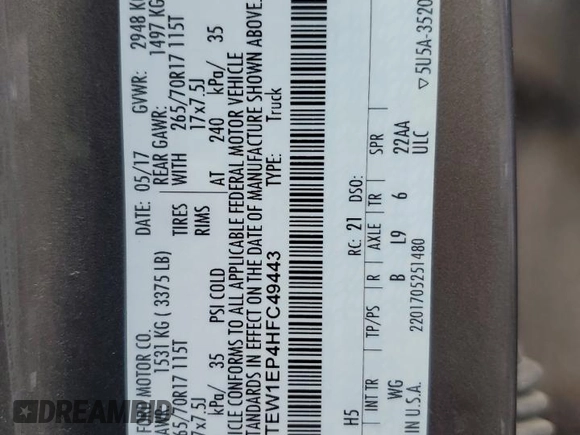 FORD MOTOR CO. DATE: 05/17 GVWR: 2948 K
1531 KG ( 3375 LB) REAR GAWR: 1497 KG
265/70R17 115T TIRES WITH 265/70R17 115T
17x7.5J RIMS 17x7.5J
kPa/ 35 PSI COLD AT 240 kPa/ 35
VEHICLE CONFORMS TO ALL APPLICABLE FEDERAL MOTOR VEHICLE
STANDARDS IN EFFECT ON THE DATE OF MANUFACTURE SHOWN ABOVE.
TEW1EP4HFC49443 TYPE: Truck
H5 RC: 21 DSO:
INT TR TP/PS R AXLE TR SPR
WG B L9 6 22AA
IN U.S.A. 2201705251480 ULC
▽ 5U5A-3520
DREAMBID